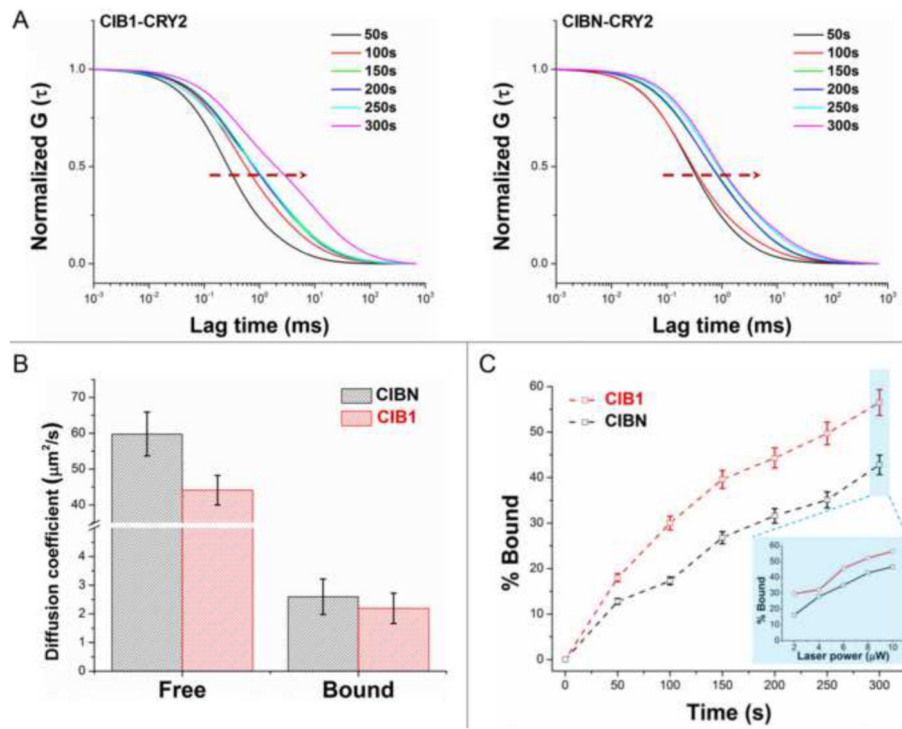 A
CIB1-CRY2
50s
100s
150s
200s
250s
300s
Normalized G (τ)
1.0
0.5
0.0
10⁻³ 10⁻² 10⁻¹ 10⁰ 10¹ 10² 10³
Lag time (ms)
CIBN-CRY2
50s
100s
150s
200s
250s
300s
Normalized G (τ)
1.0
0.5
0.0
10⁻³ 10⁻² 10⁻¹ 10⁰ 10¹ 10² 10³
Lag time (ms)
B
CIBN
CIB1
Diffusion coefficient (μm²/s)
70
60
50
40
4
3
2
1
0
Free Bound
C
CIB1
CIBN
% Bound
60
50
40
30
20
10
0
0 50 100 150 200 250 300
Time (s)
% Bound
60
50
40
30
20
10
0
2 4 6 8 10
Laser power (μW)